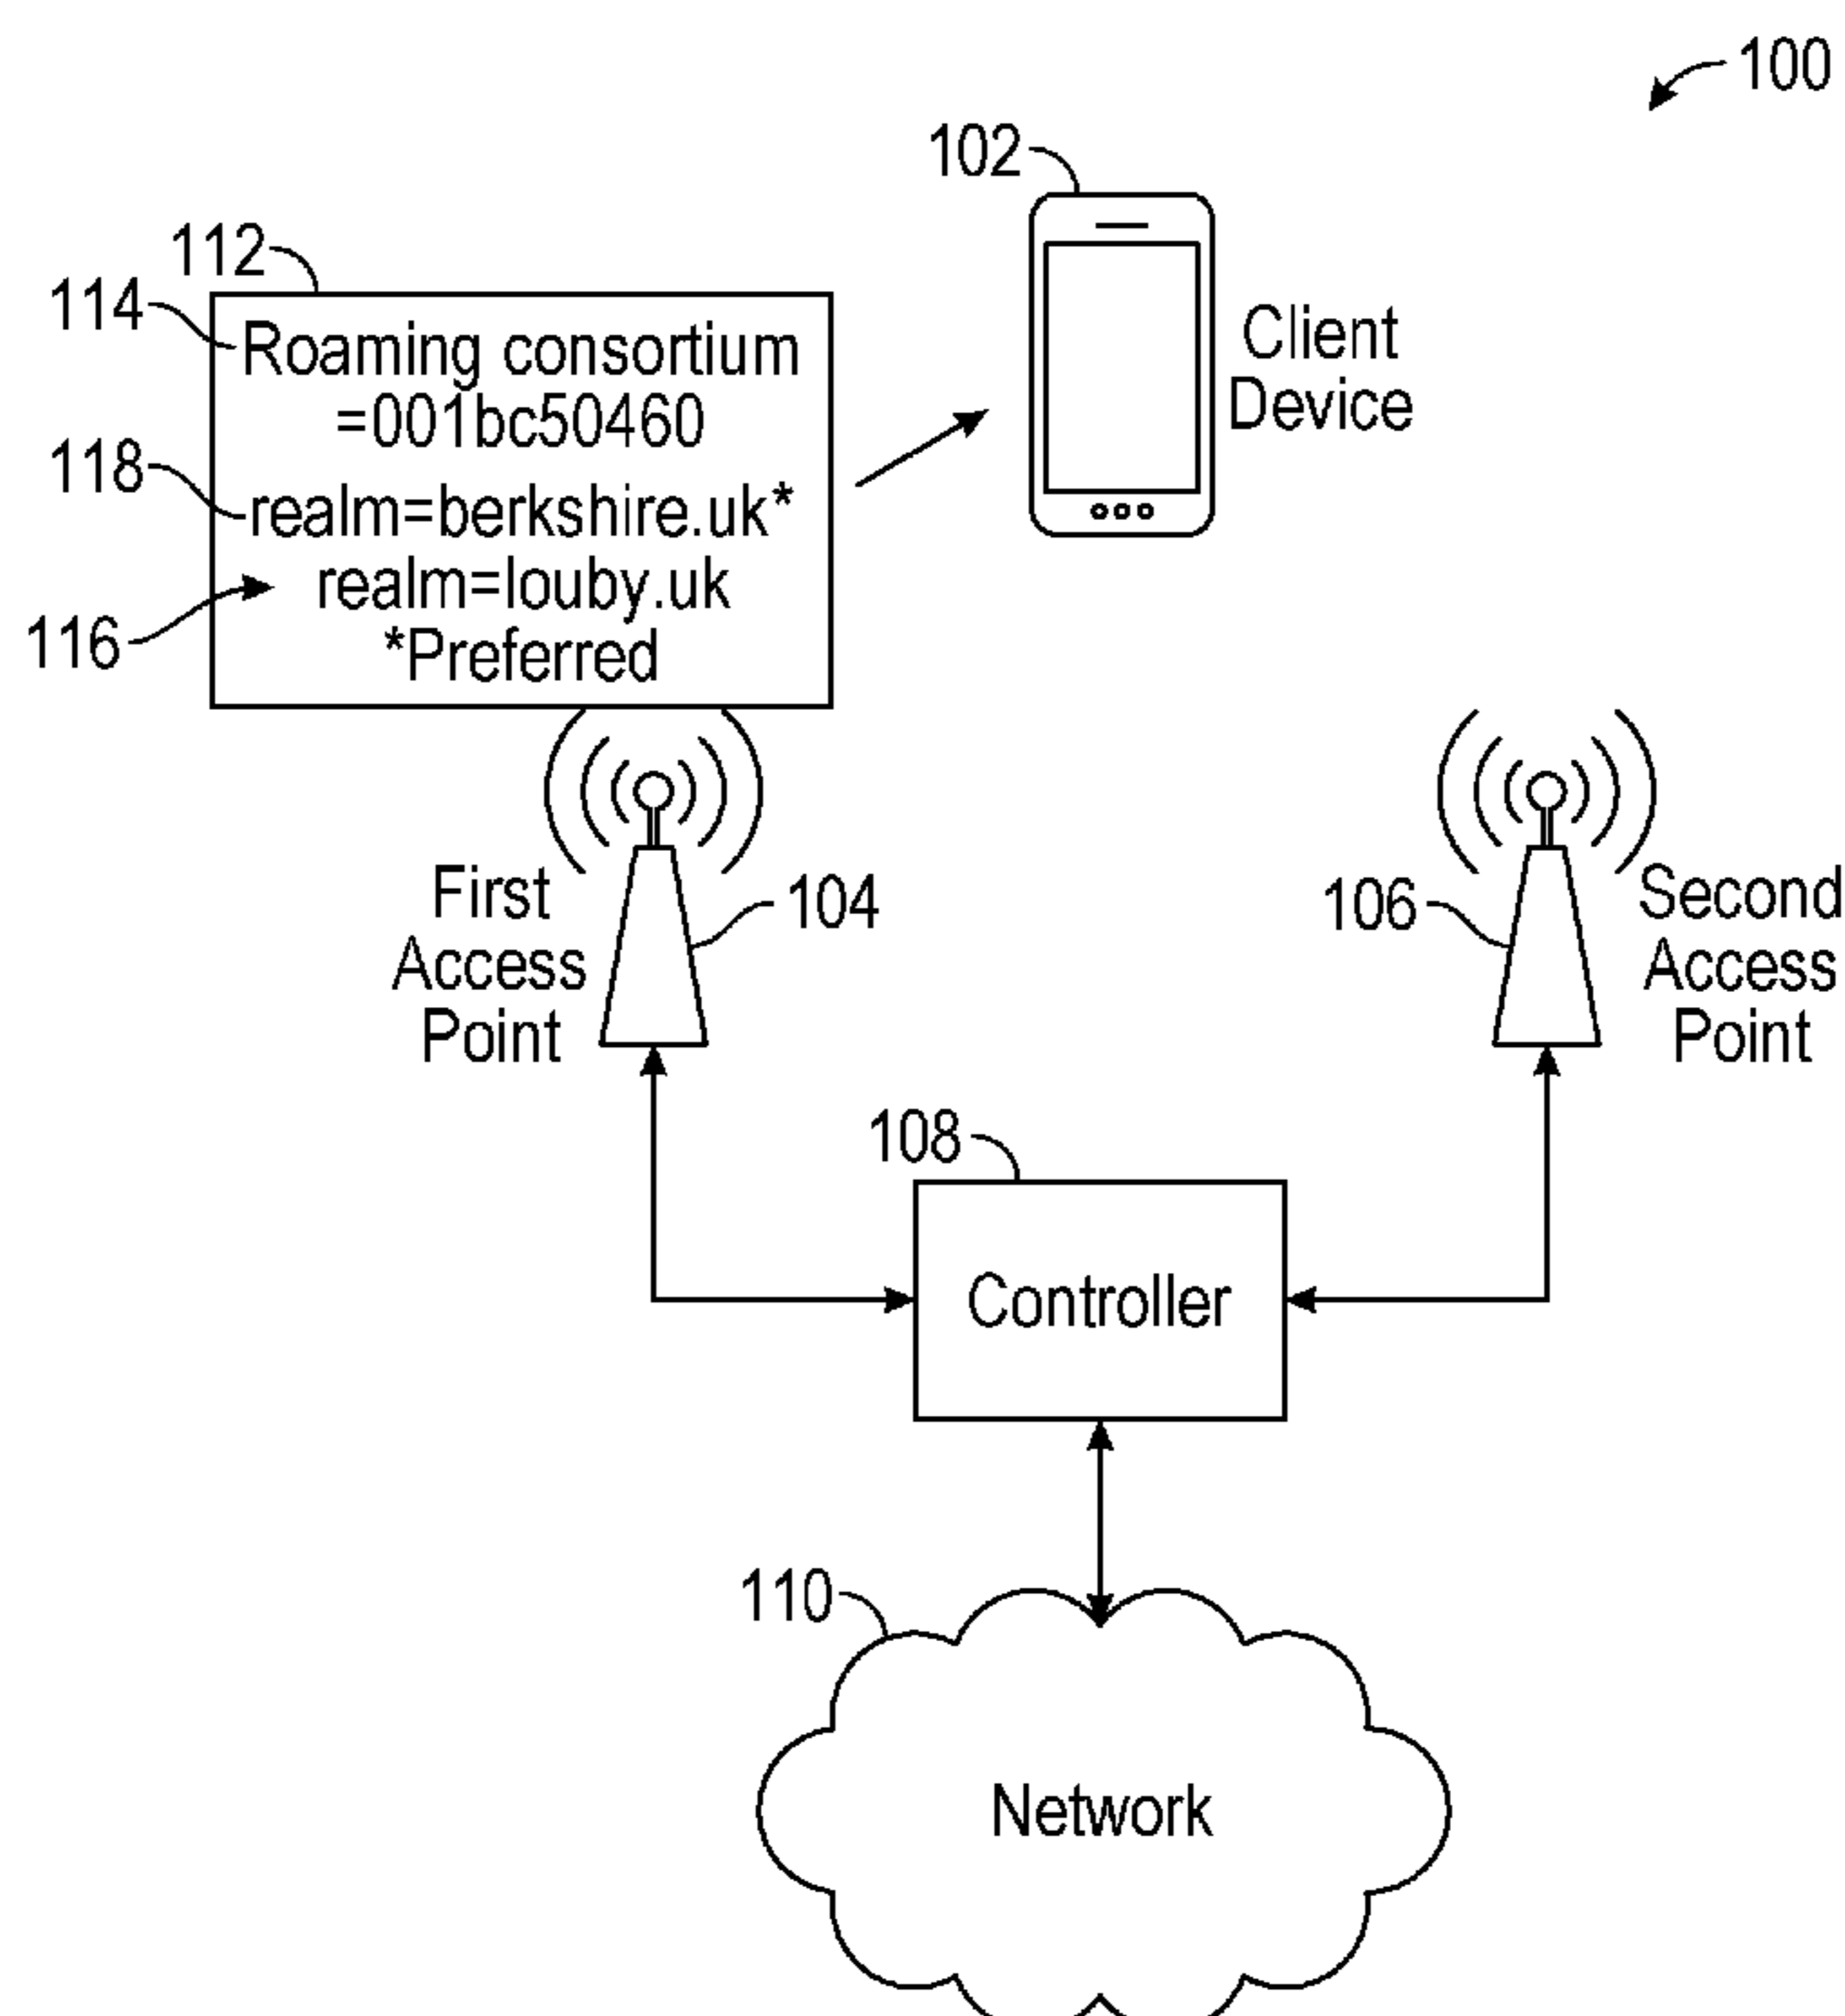 100
102
112
114
Roaming consortium
=001bc50460
118
realm=berkshire.uk*
realm=louby.uk
116
*Preferred
Client
Device
First
Access
Point
104
106
Second
Access
Point
108
Controller
110
Network